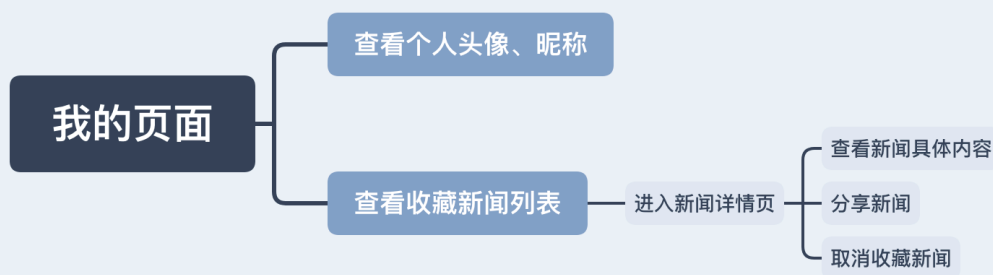 我的页面
查看个人头像、昵称
查看收藏新闻列表
进入新闻详情页
查看新闻具体内容
分享新闻
取消收藏新闻